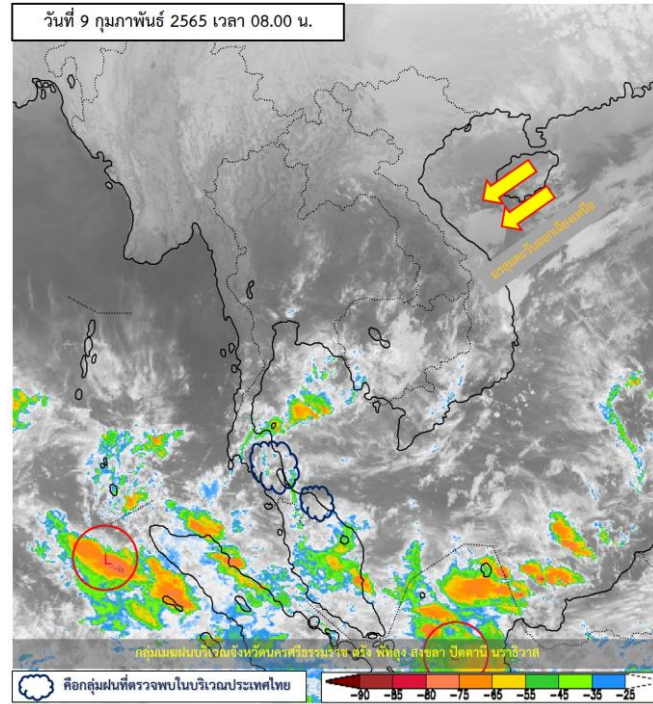 วันที่ 9 กุมภาพันธ์ 2565 เวลา 08.00 น.
มรสุมตะวันออกเฉียงเหนือ
L
กลุ่มเมฆฝนบริเวณจังหวัดนครศรีธรรมราช ตรัง พัทลุง สงขลา ปัตตานี นราธิวาส
คือกลุ่มฝนที่ตรวจพบในบริเวณประเทศไทย
-90 -85 -80 -75 -65 -55 -45 -35 -25